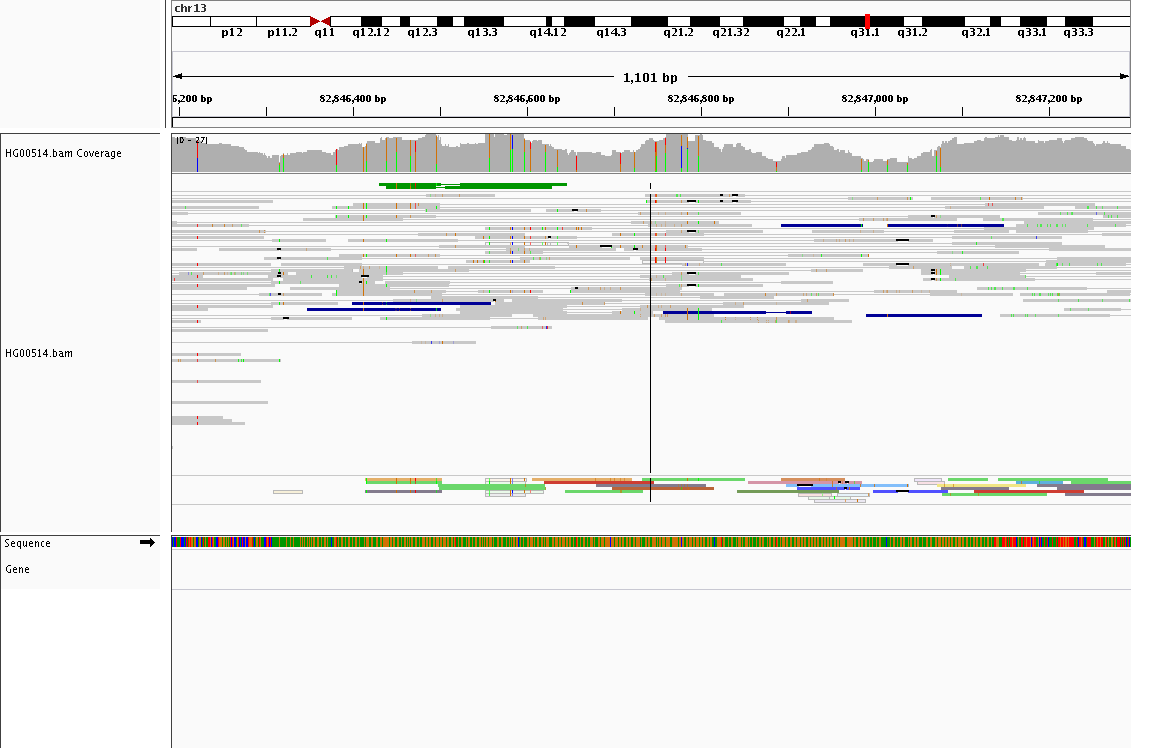 chr13
p12 p11.2 q11 q12.12 q12.3 q13.3 q14.12 q14.3 q21.2 q21.32 q22.1 q31.1 q31.2 q32.1 q33.1 q33.3
1,101 bp
6,200 bp 82,846,400 bp 82,846,600 bp 82,846,800 bp 82,847,000 bp 82,847,200 bp
[0 - 27]
HG00514.bam Coverage
HG00514.bam
Sequence
Gene